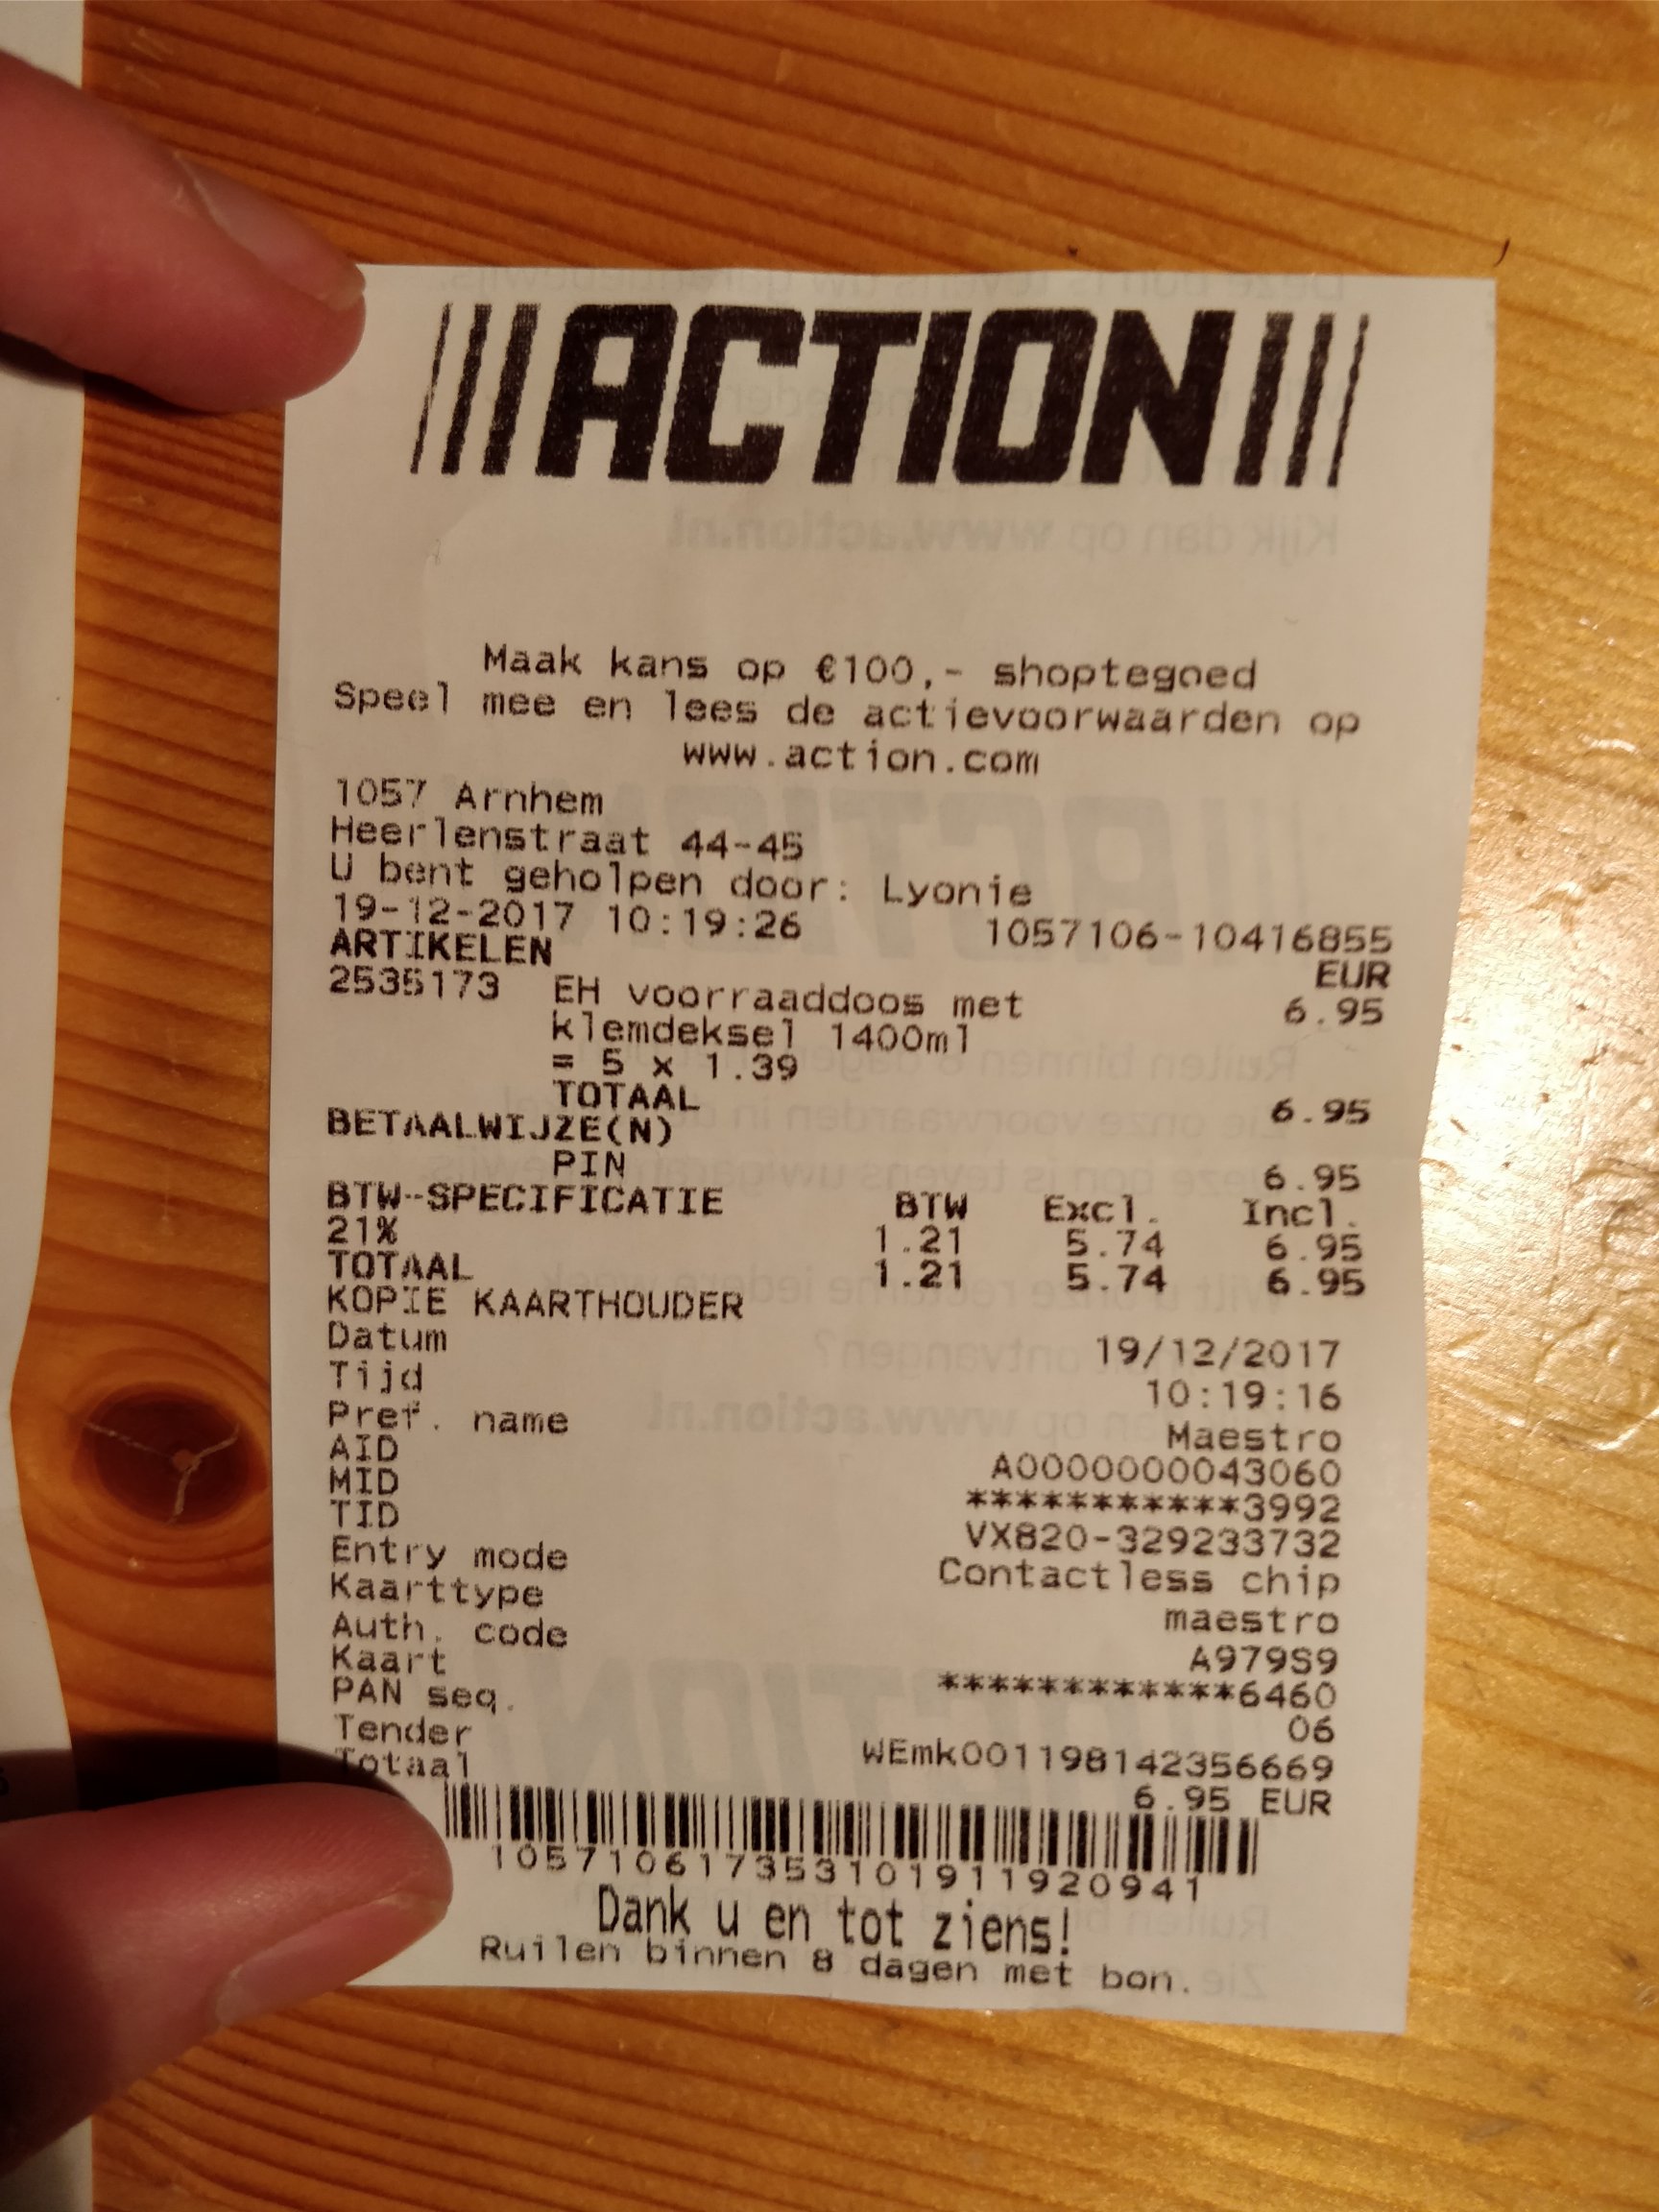 ACTION
Maak kans op €100,- shoptegoed
Speel mee en lees de actievoorwaarden op
www.action.com
1057 Arnhem
Heerlenstraat 44-45
U bent geholpen door: Lyonie
19-12-2017 10:19:26 1057106-10416855
ARTIKELEN EUR
2535173 EH voorraaddoos met 6.95
klemdeksel 1400ml
= 5 x 1.39
TOTAAL 6.95
BETAALWIJZE(N)
PIN 6.95
BTW-SPECIFICATIE BTW Excl. Incl.
21% 1.21 5.74 6.95
TOTAAL 1.21 5.74 6.95
KOPIE KAARTHOUDER
Datum 19/12/2017
Tijd 10:19:16
Pref. name Maestro
AID A0000000043060
MID ***********3992
TID VX820-329233732
Entry mode Contactless chip
Kaarttype maestro
Auth. code A979S9
Kaart ************6460
PAN seq. 06
Tender WEmk001198142356669
Totaal 6.95 EUR
105710617353101911920941
Dank u en tot ziens!
Ruilen binnen 8 dagen met bon.